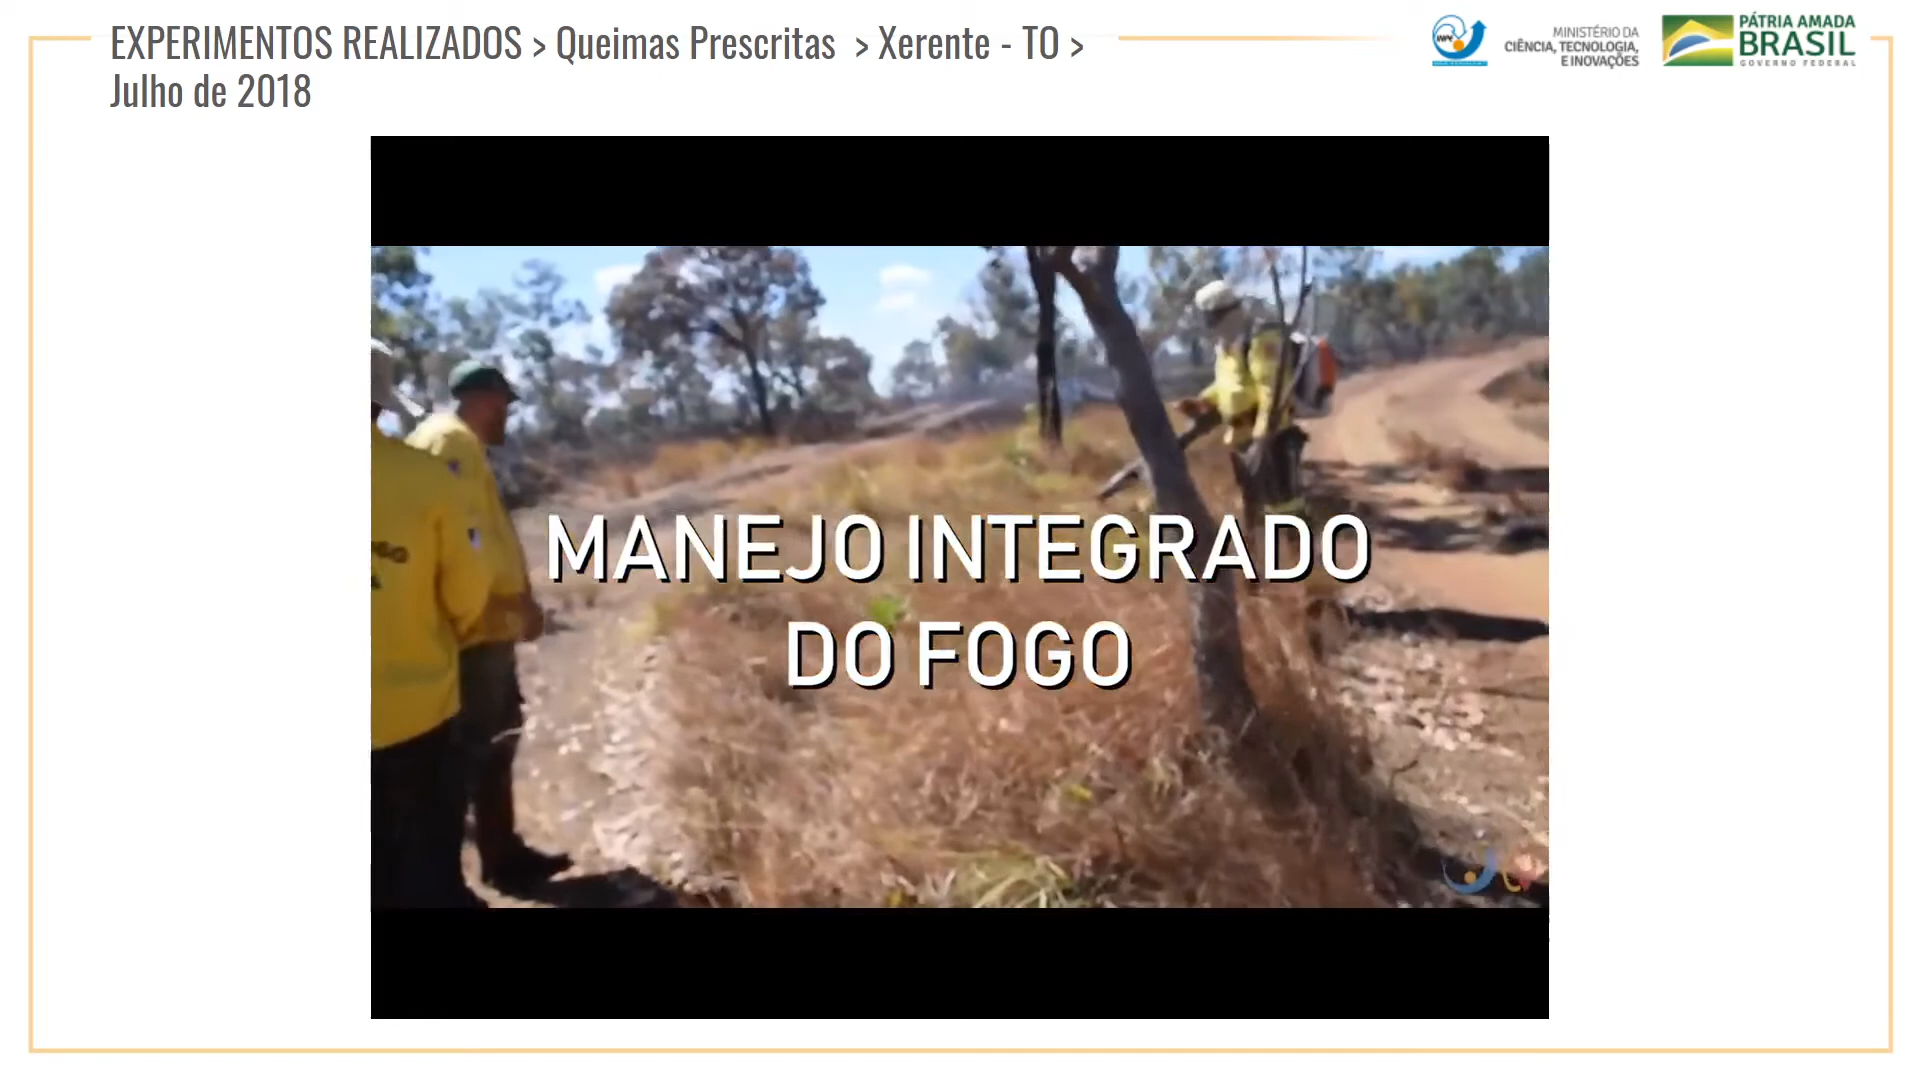 EXPERIMENTOS REALIZADOS > Queimas Prescritas > Xerente - TO >
Julho de 2018
MINISTÉRIO DA
CIÊNCIA, TECNOLOGIA,
E INOVAÇÕES
PÁTRIA AMADA
BRASIL
GOVERNO FEDERAL
MANEJO INTEGRADO
DO FOGO